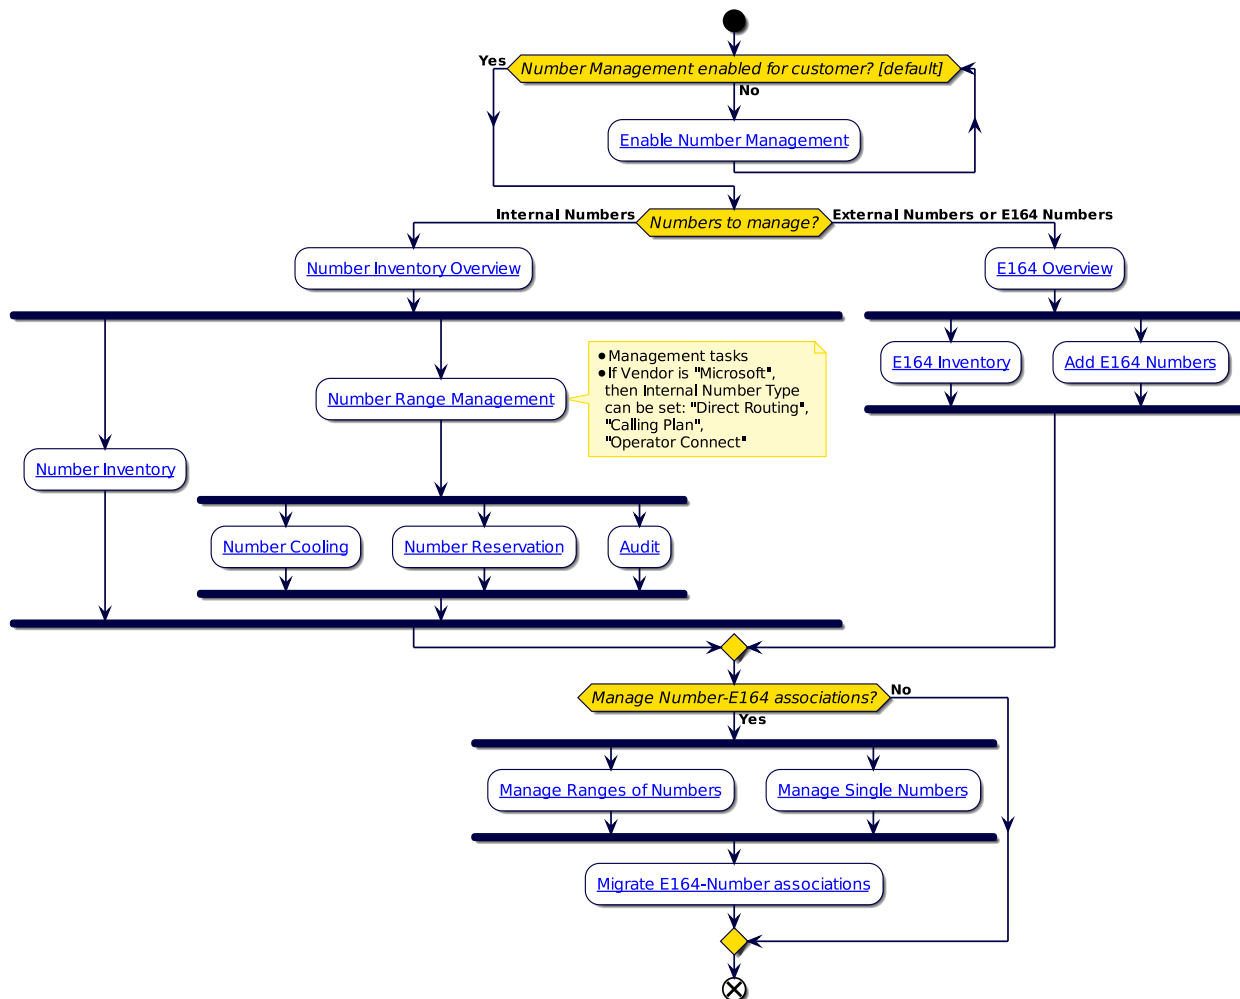 Yes
Number Management enabled for customer? [default]
No
Enable Number Management
Internal Numbers
Numbers to manage?
External Numbers or E164 Numbers
Number Inventory Overview
E164 Overview
Number Inventory
Number Range Management
• Management tasks
• If Vendor is "Microsoft",
then Internal Number Type
can be set: "Direct Routing",
"Calling Plan",
"Operator Connect"
Number Cooling
Number Reservation
Audit
E164 Inventory
Add E164 Numbers
Manage Number-E164 associations?
No
Yes
Manage Ranges of Numbers
Manage Single Numbers
Migrate E164-Number associations